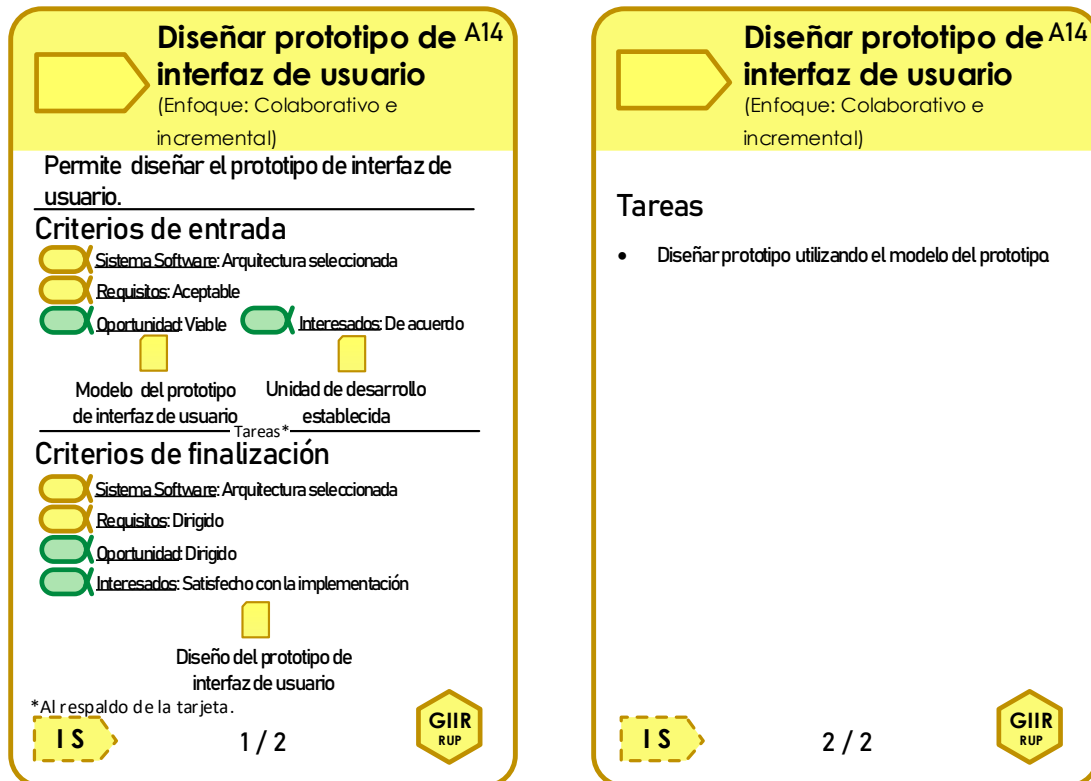 Diseñar prototipo de A14
interfaz de usuario
(Enfoque: Colaborativo e
incremental)
Permite diseñar el prototipo de interfaz de
usuario.
Criterios de entrada
Sistema Software: Arquitectura seleccionada
Requisitos: Aceptable
Oportunidad: Viable Interesados: De acuerdo
Modelo del prototipo Unidad de desarrollo
de interfaz de usuario establecida
Tareas*
Criterios de finalización
Sistema Software: Arquitectura seleccionada
Requisitos: Dirigido
Oportunidad: Dirigido
Interesados: Satisfecho con la implementación
Diseño del prototipo de
interfaz de usuario
*Al respaldo de la tarjeta.
I S 1 / 2 GIIR
RUP
Diseñar prototipo de A14
interfaz de usuario
(Enfoque: Colaborativo e
incremental)
Tareas
• Diseñar prototipo utilizando el modelo del prototipo.
I S 2 / 2 GIIR
RUP